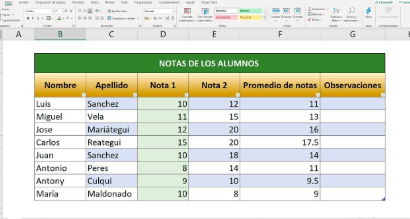 A B C D E F G
NOTAS DE LOS ALUMNOS
Nombre Apellido Nota 1 Nota 2 Promedio de notas Observaciones
Luis Sanchez 10 12 11
Miguel Vela 11 15 13
Jose Mariátegui 12 20 16
Carlos Reategui 15 20 17.5
Juan Sanchez 10 18 14
Antonio Peres 8 14 11
Antony Culqui 9 10 9.5
María Maldonado 10 8 9